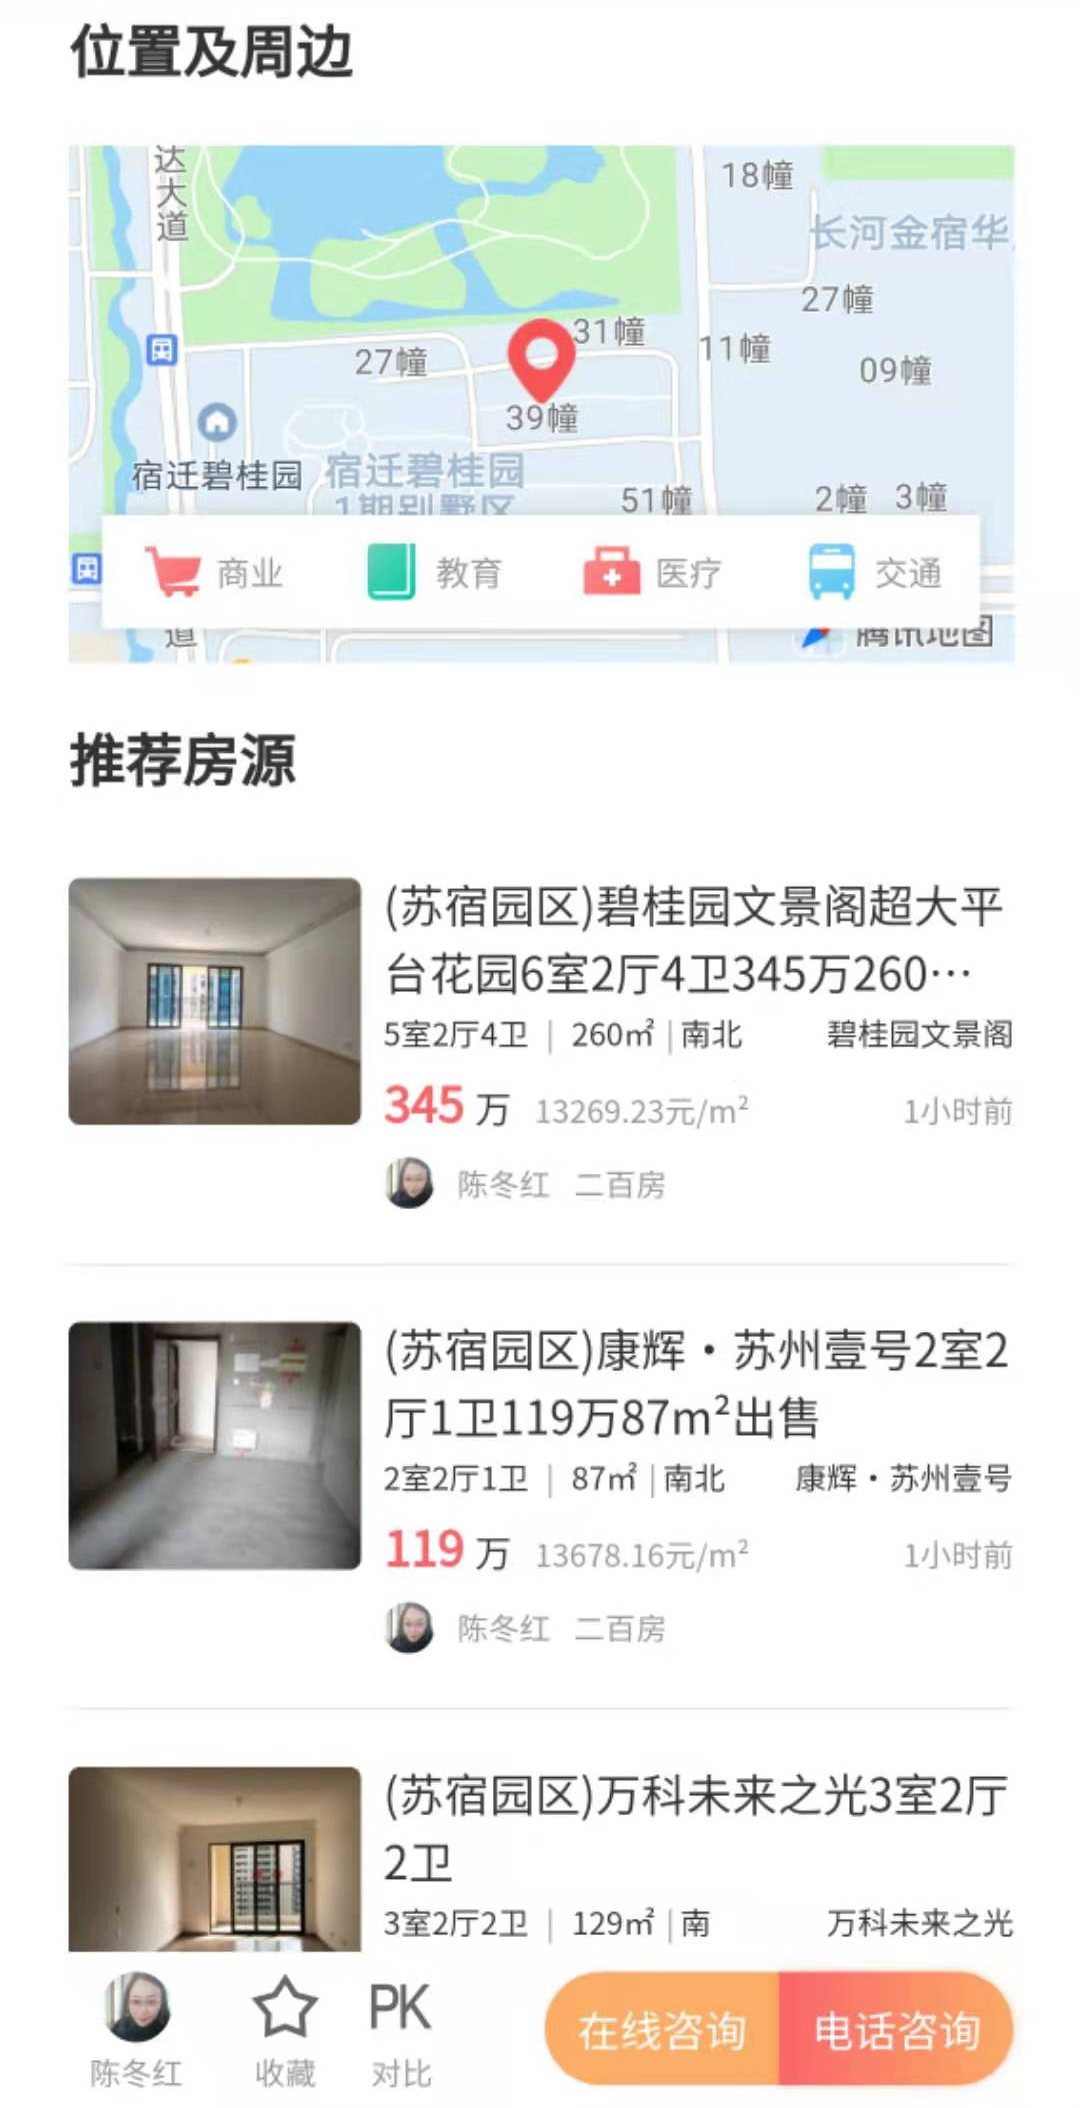 位置及周边
达大道
18幢
长河金宿华
27幢
31幢
11幢
27幢
09幢
39幢
宿迁碧桂园
宿迁碧桂园
1期别墅区
51幢
2幢
3幢
商业
教育
医疗
交通
道
腾讯地图
推荐房源
(苏宿园区)碧桂园文景阁超大平
台花园6室2厅4卫345万260…
5室2厅4卫 | 260㎡ | 南北 碧桂园文景阁
345 万 13269.23元/m² 1小时前
陈冬红 二百房
(苏宿园区)康辉·苏州壹号2室2
厅1卫119万87m²出售
2室2厅1卫 | 87㎡ | 南北 康辉·苏州壹号
119 万 13678.16元/m² 1小时前
陈冬红 二百房
(苏宿园区)万科未来之光3室2厅
2卫
3室2厅2卫 | 129㎡ | 南 万科未来之光
陈冬红
收藏
PK
对比
在线咨询
电话咨询